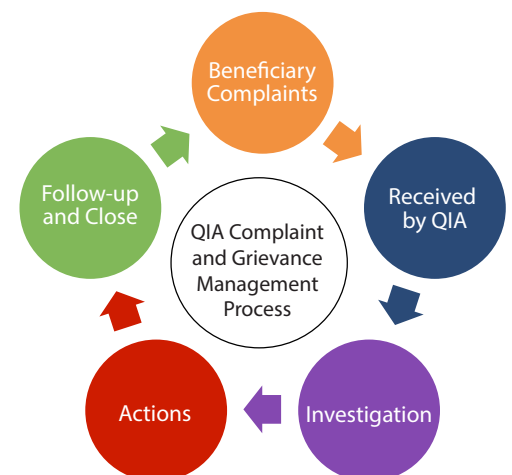 Beneficiary
Complaints
Received
by QIA
Investigation
Actions
Follow-up
and Close
QIA Complaint
and Grievance
Management
Process